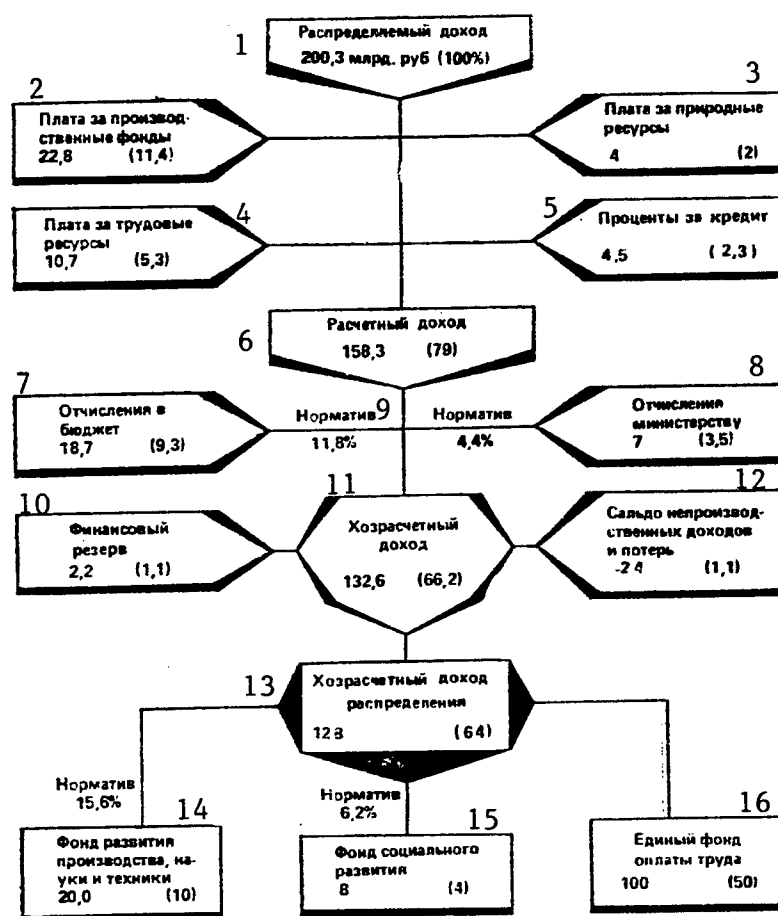 1
Распределяемый доход
200,3 млрд. руб (100%)
2
Плата за производ-
ственные фонды
22,8 (11,4)
3
Плата за природные
ресурсы
4 (2)
4
Плата за трудовые
ресурсы
10,7 (5,3)
5
Проценты за кредит
4,5 (2,3)
6
Расчетный доход
158,3 (79)
7
Отчисления в
бюджет
18,7 (9,3)
9
Норматив
11,8%
Норматив
4,4%
8
Отчисления
министерству
7 (3,5)
10
Финансовый
резерв
2,2 (1,1)
11
Хозрасчетный
доход
132,6 (66,2)
12
Сальдо непроизвод-
ственных доходов
и потерь
-2,4 (1,1)
13
Хозрасчетный доход
распределения
128 (64)
Норматив
15,6%
14
Фонд развития
производства, на-
уки и техники
20,0 (10)
Норматив
6,2%
15
Фонд социального
развития
8 (4)
16
Единый фонд
оплаты труда
100 (50)